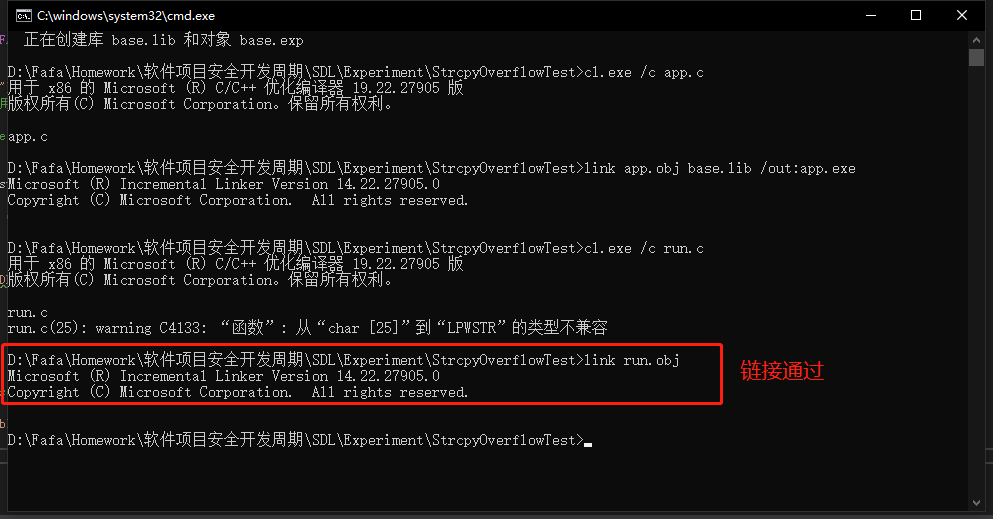 C:\windows\system32\cmd.exe
正在创建库 base.lib 和对象 base.exp
D:\Fafa\Homework\软件项目安全开发周期\SDL\Experiment\StrcpyOverflowTest>cl.exe /c app.c
用于 x86 的 Microsoft (R) C/C++ 优化编译器 19.22.27905 版
版权所有(C) Microsoft Corporation。保留所有权利。
app.c
D:\Fafa\Homework\软件项目安全开发周期\SDL\Experiment\StrcpyOverflowTest>link app.obj base.lib /out:app.exe
Microsoft (R) Incremental Linker Version 14.22.27905.0
Copyright (C) Microsoft Corporation.  All rights reserved.
D:\Fafa\Homework\软件项目安全开发周期\SDL\Experiment\StrcpyOverflowTest>cl.exe /c run.c
用于 x86 的 Microsoft (R) C/C++ 优化编译器 19.22.27905 版
版权所有(C) Microsoft Corporation。保留所有权利。
run.c
run.c(25): warning C4133: “函数”: 从“char [25]”到“LPWSTR”的类型不兼容
D:\Fafa\Homework\软件项目安全开发周期\SDL\Experiment\StrcpyOverflowTest>link run.obj
Microsoft (R) Incremental Linker Version 14.22.27905.0
Copyright (C) Microsoft Corporation.  All rights reserved.
链接通过
D:\Fafa\Homework\软件项目安全开发周期\SDL\Experiment\StrcpyOverflowTest>